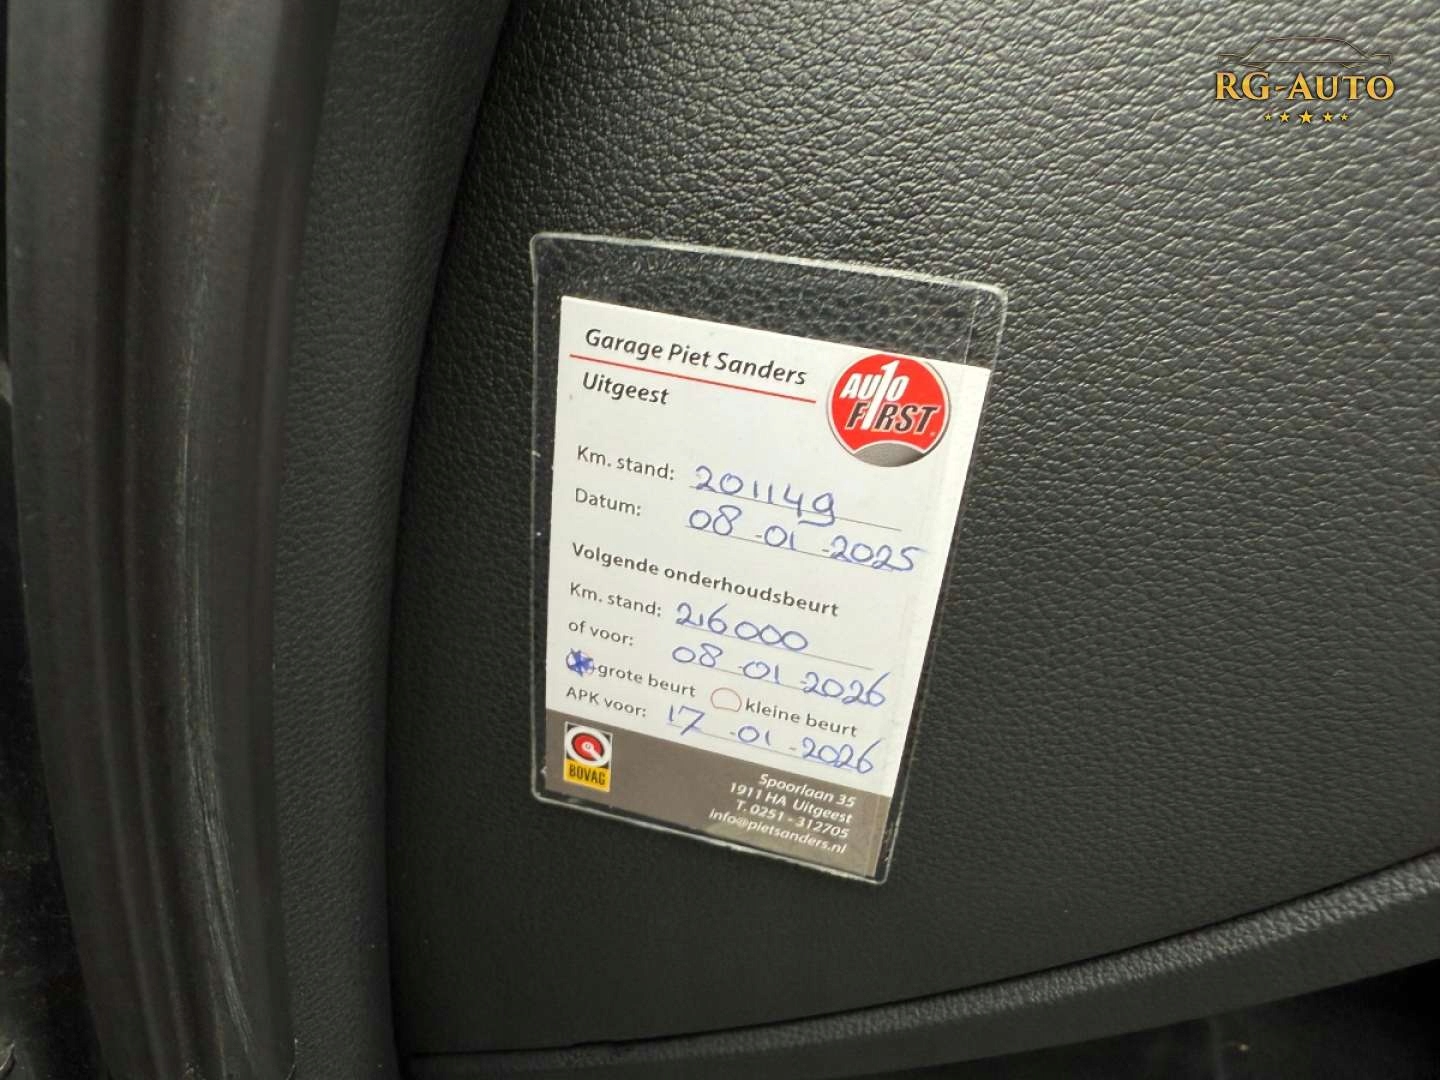 RG-AUTO
Garage Piet Sanders
Uitgeest
AUTO
F1RST
Km. stand: 201149
Datum: 08-01-2025
Volgende onderhoudsbeurt
Km. stand: 216000
of voor: 08-01-2026
grote beurt kleine beurt
APK voor: 17-01-2026
BOVAG
Spoorlaan 35
1911 HA Uitgeest
T. 0251 - 312705
info@pietsanders.nl